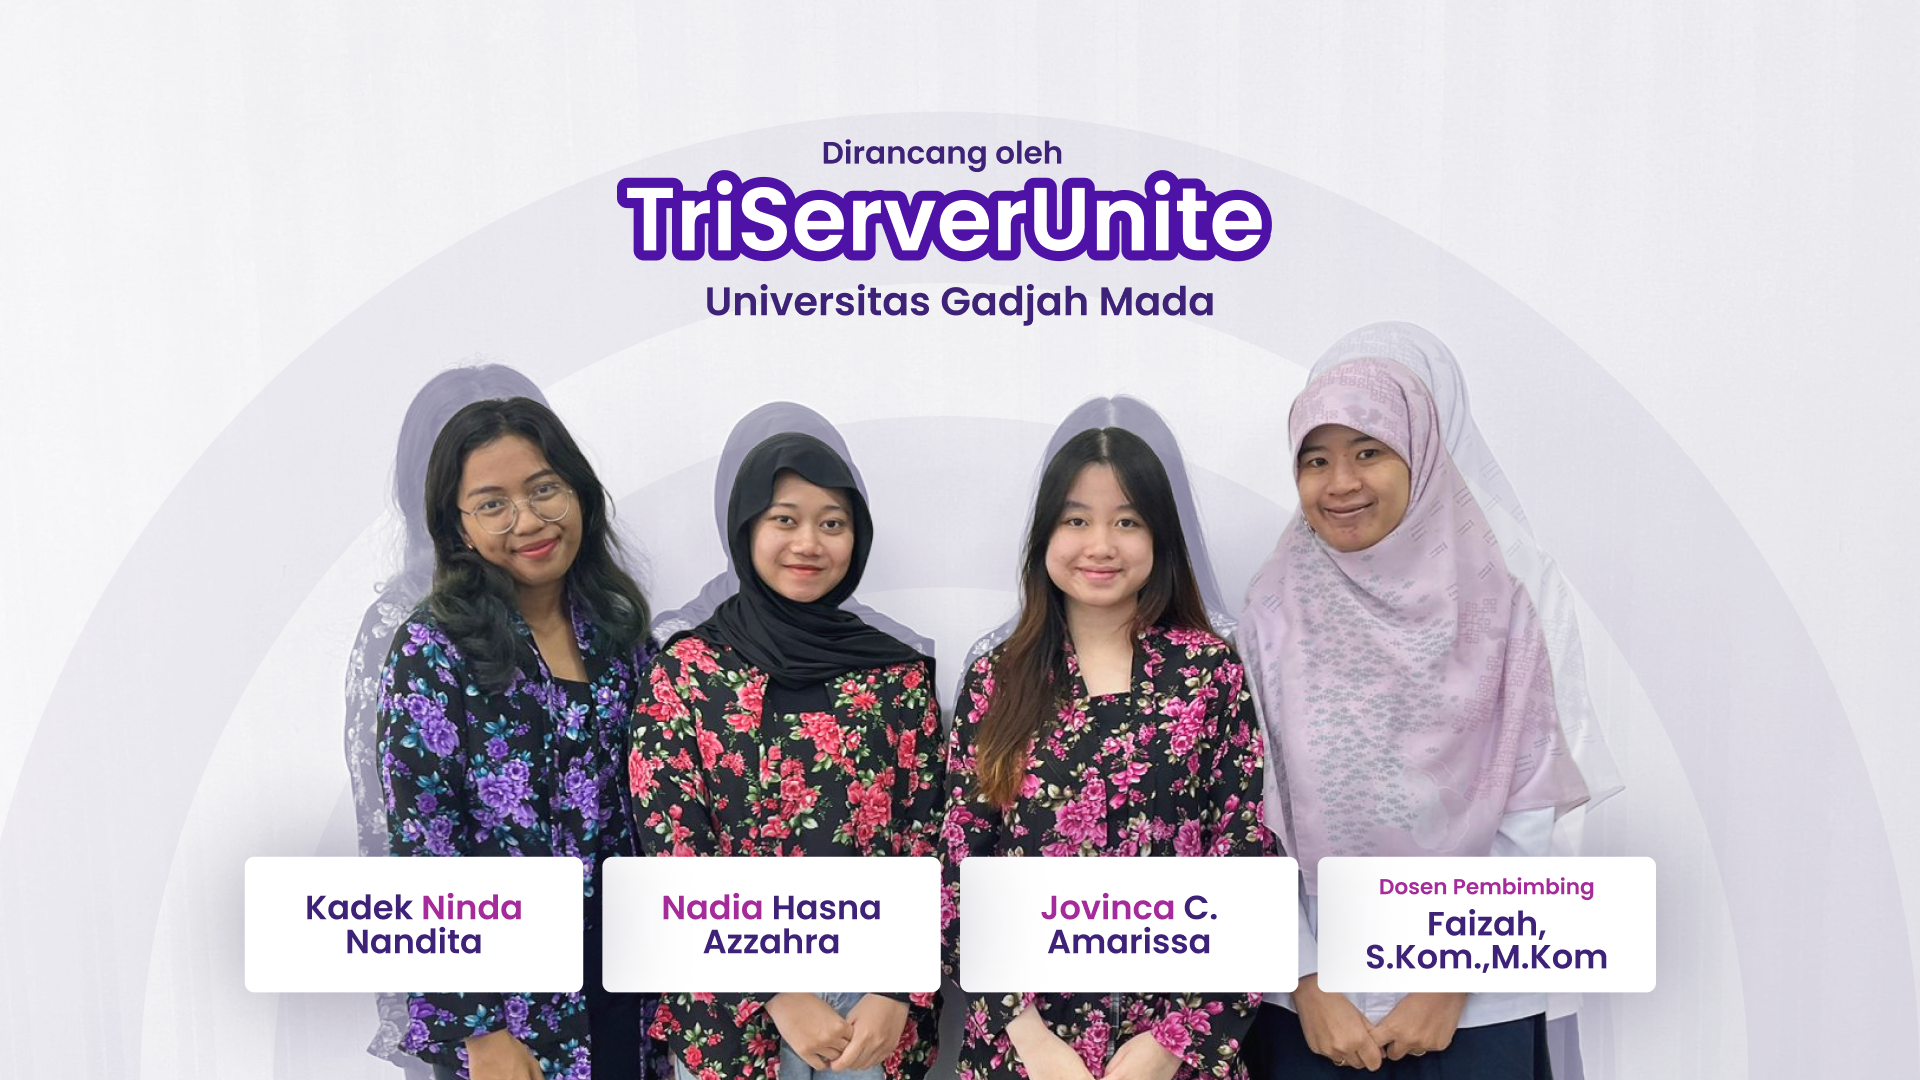 Dirancang oleh
TriServerUnite
Universitas Gadjah Mada
Kadek Ninda
Nandita
Nadia Hasna
Azzahra
Jovinca C.
Amarissa
Dosen Pembimbing
Faizah,
S.Kom.,M.Kom